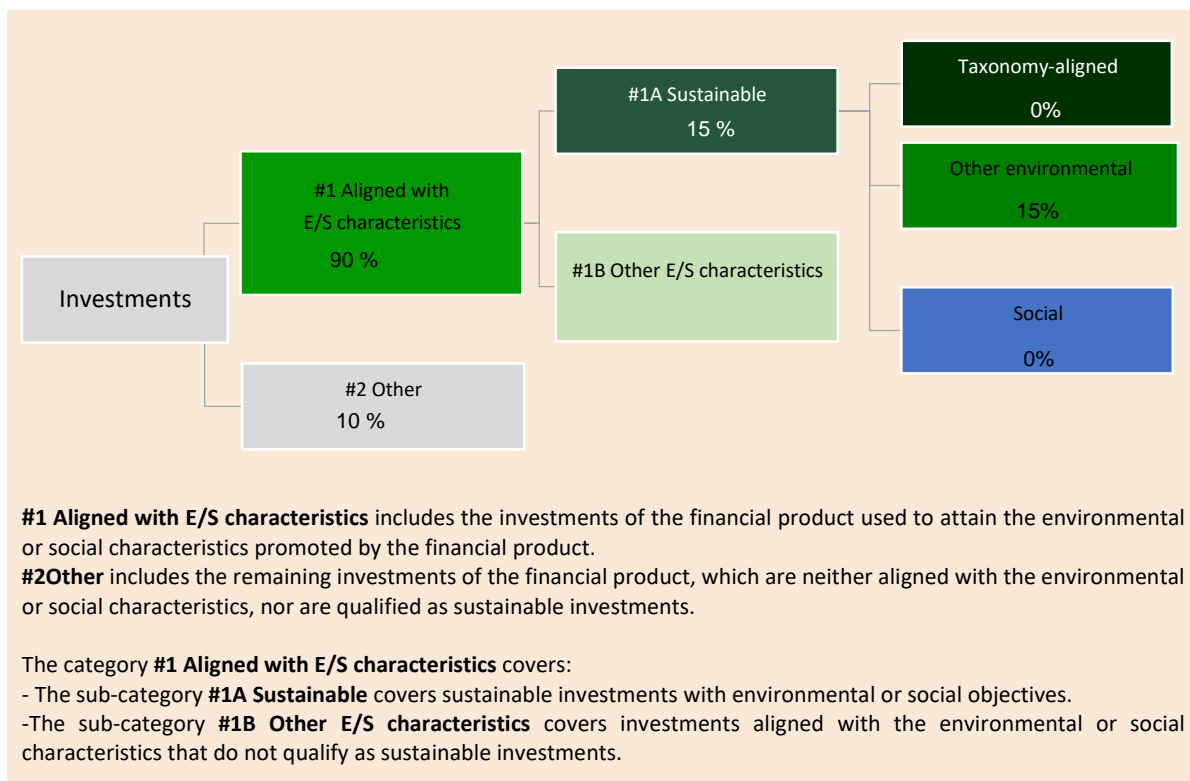 Investments
#1 Aligned with
E/S characteristics
90 %
#2 Other
10 %
#1A Sustainable
15 %
#1B Other E/S characteristics
Taxonomy-aligned
0%
Other environmental
15%
Social
0%
#1 Aligned with E/S characteristics includes the investments of the financial product used to attain the environmental
or social characteristics promoted by the financial product.
#2Other includes the remaining investments of the financial product, which are neither aligned with the environmental
or social characteristics, nor are qualified as sustainable investments.
The category #1 Aligned with E/S characteristics covers:
- The sub-category #1A Sustainable covers sustainable investments with environmental or social objectives.
-The sub-category #1B Other E/S characteristics covers investments aligned with the environmental or social
characteristics that do not qualify as sustainable investments.